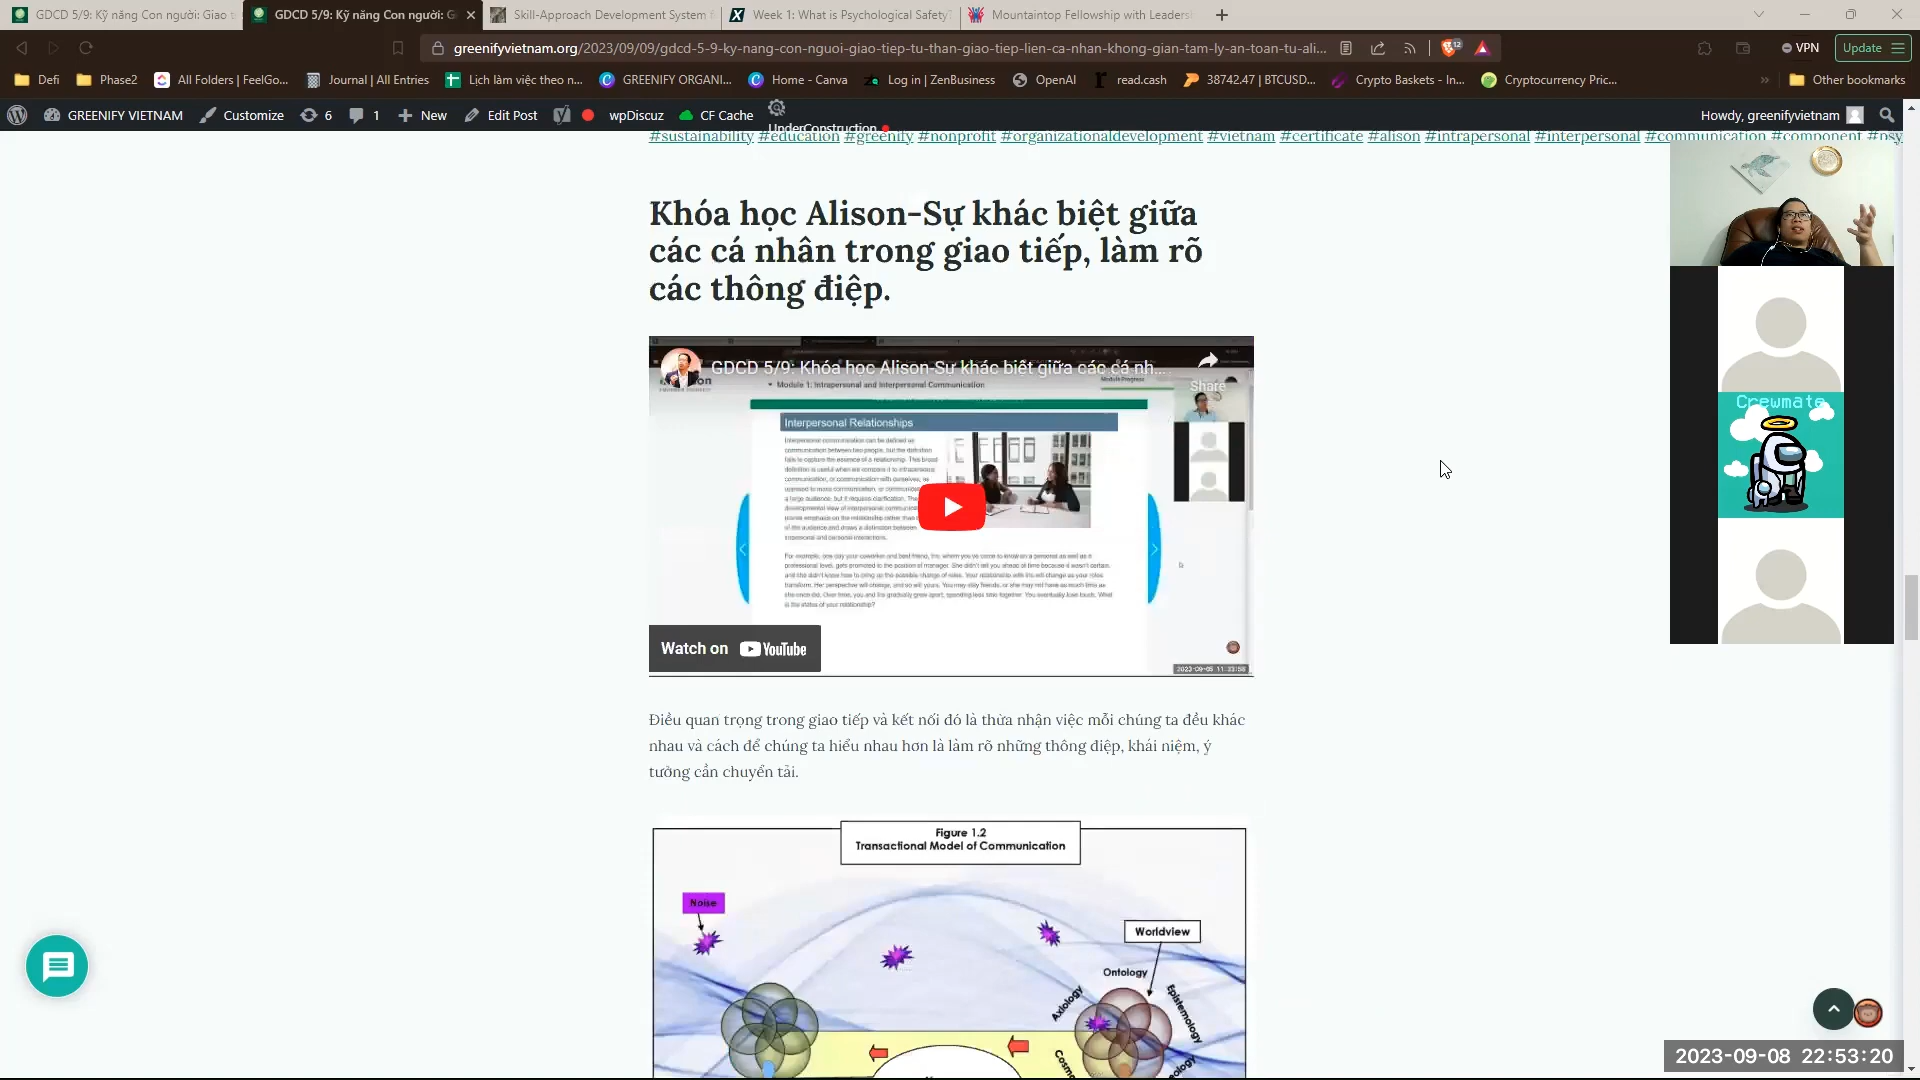 GDCD 5/9: Kỹ năng Con người: Giao t
GDCD 5/9: Kỹ năng Con người: G
Skill-Approach Development System f
Week 1: What is Psychological Safety?
Mountaintop Fellowship with Leaders
greenifyvietnam.org/2023/09/09/gdcd-5-9-ky-nang-con-nguoi-giao-tiep-tu-than-giao-tiep-lien-ca-nhan-khong-gian-tam-ly-an-toan-tu-ali...
12
VPN
Update
Defi
Phase2
All Folders | FeelGo...
Journal | All Entries
Lịch làm việc theo n...
GREENIFY ORGANI...
Home - Canva
Log in | ZenBusiness
OpenAI
read.cash
38742.47 | BTCUSD...
Crypto Baskets - In...
Cryptocurrency Pric...
Other bookmarks
GREENIFY VIETNAM
Customize
6
1
New
Edit Post
wpDiscuz
CF Cache
UnderConstruction
Howdy, greenifyvietnam
#sustainability #education #greenify #nonprofit #organizationaldevelopment #vietnam #certificate #alison #intrapersonal #interpersonal #communication #component #psy
Khóa học Alison-Sự khác biệt giữa
các cá nhân trong giao tiếp, làm rõ
các thông điệp.
GDCD 5/9: Khóa học Alison-Sự khác biệt giữa các cá nh...
Share
Module 1: Intrapersonal and Interpersonal Communication
Module Progress
Interpersonal Relationships
Watch on YouTube
Crewmate
Điều quan trọng trong giao tiếp và kết nối đó là thừa nhận việc mỗi chúng ta đều khác
nhau và cách để chúng ta hiểu nhau hơn là làm rõ những thông điệp, khái niệm, ý
tưởng cần chuyển tải.
Figure 1.2
Transactional Model of Communication
Noise
Worldview
Ontology
Axiology
Epistemology
2023-09-08 22:53:20